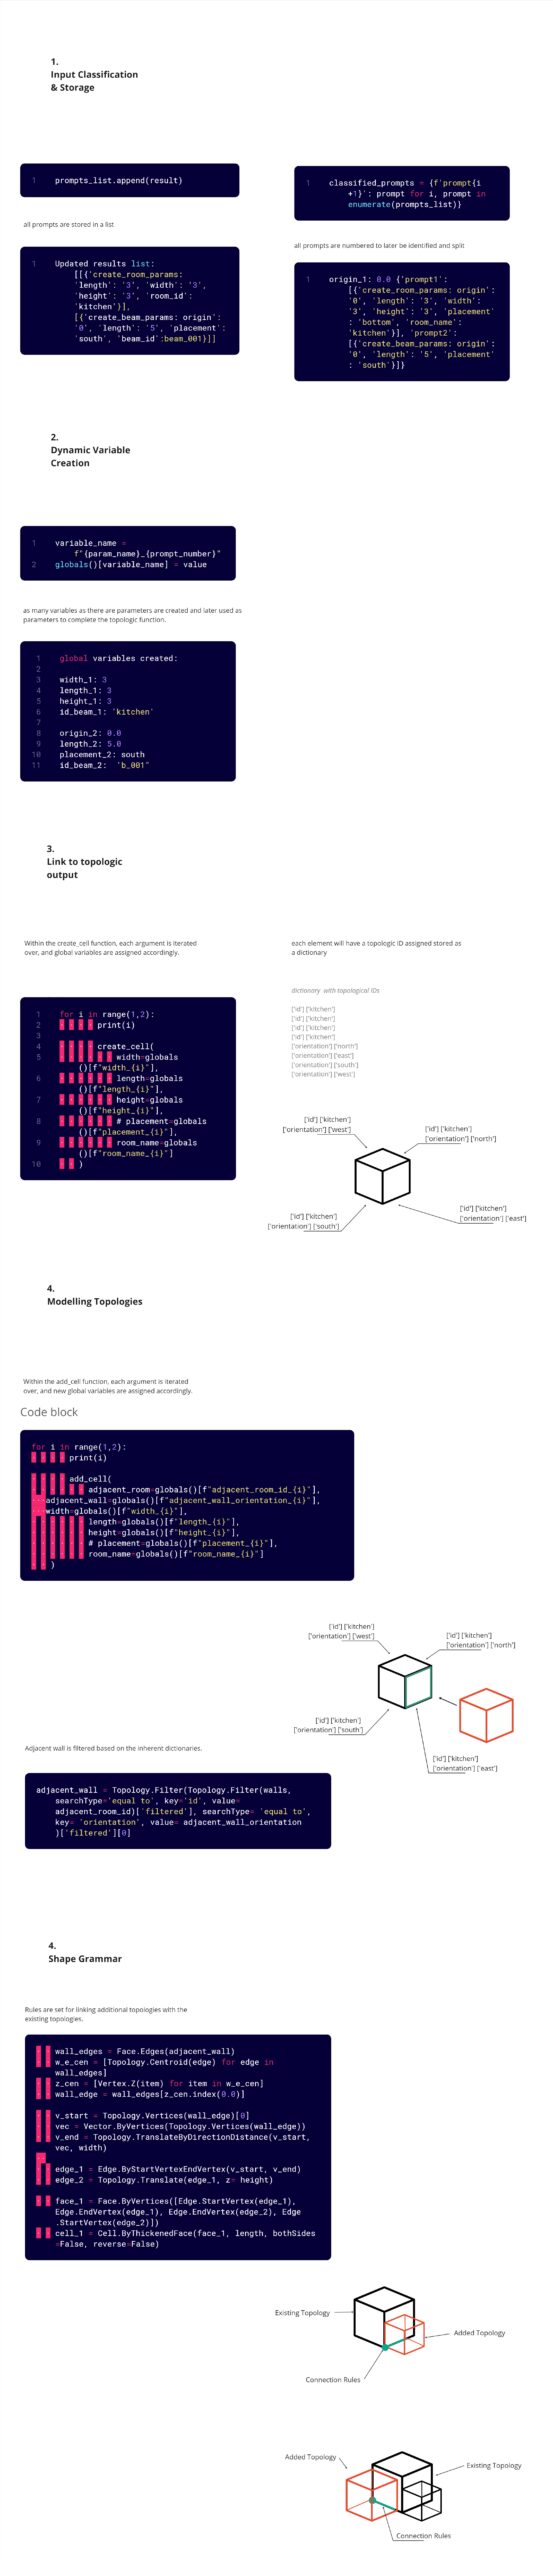 1.
Input Classification
& Storage
1 prompts_list.append(result)
all prompts are stored in a list
1 Updated results list:
[[{'create_room_params:
'length': '3', 'width': '3',
'height': '3', 'room_id':
'kitchen'}],
[{'create_beam_params: origin':
'0', 'length': '5', 'placement':
'south', 'beam_id':beam_001}]]
1 classified_prompts = {f'prompt{i
+1}': prompt for i, prompt in
enumerate(prompts_list)}
all prompts are numbered to later be identified and split
1 origin_1: 0.0 {'prompt1':
[{'create_room_params: origin':
'0', 'length': '3', 'width':
'3', 'height': '3', 'placement'
: 'bottom', 'room_name':
'kitchen'}], 'prompt2':
[{'create_beam_params: origin':
'0', 'length': '5', 'placement'
: 'south'}]}
2.
Dynamic Variable
Creation
1 variable_name =
f"{param_name}_{prompt_number}"
2 globals()[variable_name] = value
as many variables as there are parameters are created and later used as
parameters to complete the topologic function.
1 global variables created:
2
3 width_1: 3
4 length_1: 3
5 height_1: 3
6 id_beam_1: 'kitchen'
7
8 origin_2: 0.0
9 length_2: 5.0
10 placement_2: south
11 id_beam_2: 'b_001"
3.
Link to topologic
output
Within the create_cell function, each argument is iterated
over, and global variables are assigned accordingly.
1 for i in range(1,2):
2 print(i)
3
4 create_cell(
5 width=globals
()[f"width_{i}"],
6 length=globals
()[f"length_{i}"],
7 height=globals
()[f"height_{i}"],
8 # placement=globals
()[f"placement_{i}"],
9 room_name=globals
()[f"room_name_{i}"]
10 )
each element will have a topologic ID assigned stored as
a dictionary
dictionary with topological IDs
['id'] ['kitchen']
['id'] ['kitchen']
['id'] ['kitchen']
['id'] ['kitchen']
['orientation'] ['north']
['orientation'] ['east']
['orientation'] ['south']
['orientation'] ['west']
['id'] ['kitchen']
['orientation'] ['west']
['id'] ['kitchen']
['orientation'] ['north']
['id'] ['kitchen']
['orientation'] ['south']
['id'] ['kitchen']
['orientation'] ['east']
4.
Modelling Topologies
Within the add_cell function, each argument is iterated
over, and new global variables are assigned accordingly.
Code block
for i in range(1,2):
print(i)
add_cell(
adjacent_room=globals()[f"adjacent_room_id_{i}"],
adjacent_wall=globals()[f"adjacent_wall_orientation_{i}"],
width=globals()[f"width_{i}"],
length=globals()[f"length_{i}"],
height=globals()[f"height_{i}"],
# placement=globals()[f"placement_{i}"],
room_name=globals()[f"room_name_{i}"]
)
['id'] ['kitchen']
['orientation'] ['west']
['id'] ['kitchen']
['orientation'] ['north']
['id'] ['kitchen']
['orientation'] ['south']
['id'] ['kitchen']
['orientation'] ['east']
Adjacent wall is filtered based on the inherent dictionaries.
adjacent_wall = Topology.Filter(Topology.Filter(walls,
searchType='equal to', key='id', value=
adjacent_room_id)['filtered'], searchType= 'equal to',
key= 'orientation', value= adjacent_wall_orientation
)['filtered'][0]
4.
Shape Grammar
Rules are set for linking additional topologies with the
existing topologies.
wall_edges = Face.Edges(adjacent_wall)
w_e_cen = [Topology.Centroid(edge) for edge in
wall_edges]
z_cen = [Vertex.Z(item) for item in w_e_cen]
wall_edge = wall_edges[z_cen.index(0.0)]
v_start = Topology.Vertices(wall_edge)[0]
vec = Vector.ByVertices(Topology.Vertices(wall_edge))
v_end = Topology.TranslateByDirectionDistance(v_start,
vec, width)
edge_1 = Edge.ByStartVertexEndVertex(v_start, v_end)
edge_2 = Topology.Translate(edge_1, z= height)
face_1 = Face.ByVertices([Edge.StartVertex(edge_1),
Edge.EndVertex(edge_1), Edge.EndVertex(edge_2), Edge
.StartVertex(edge_2)])
cell_1 = Cell.ByThickenedFace(face_1, length, bothSides
=False, reverse=False)
Existing Topology
Added Topology
Connection Rules
Added Topology
Existing Topology
Connection Rules